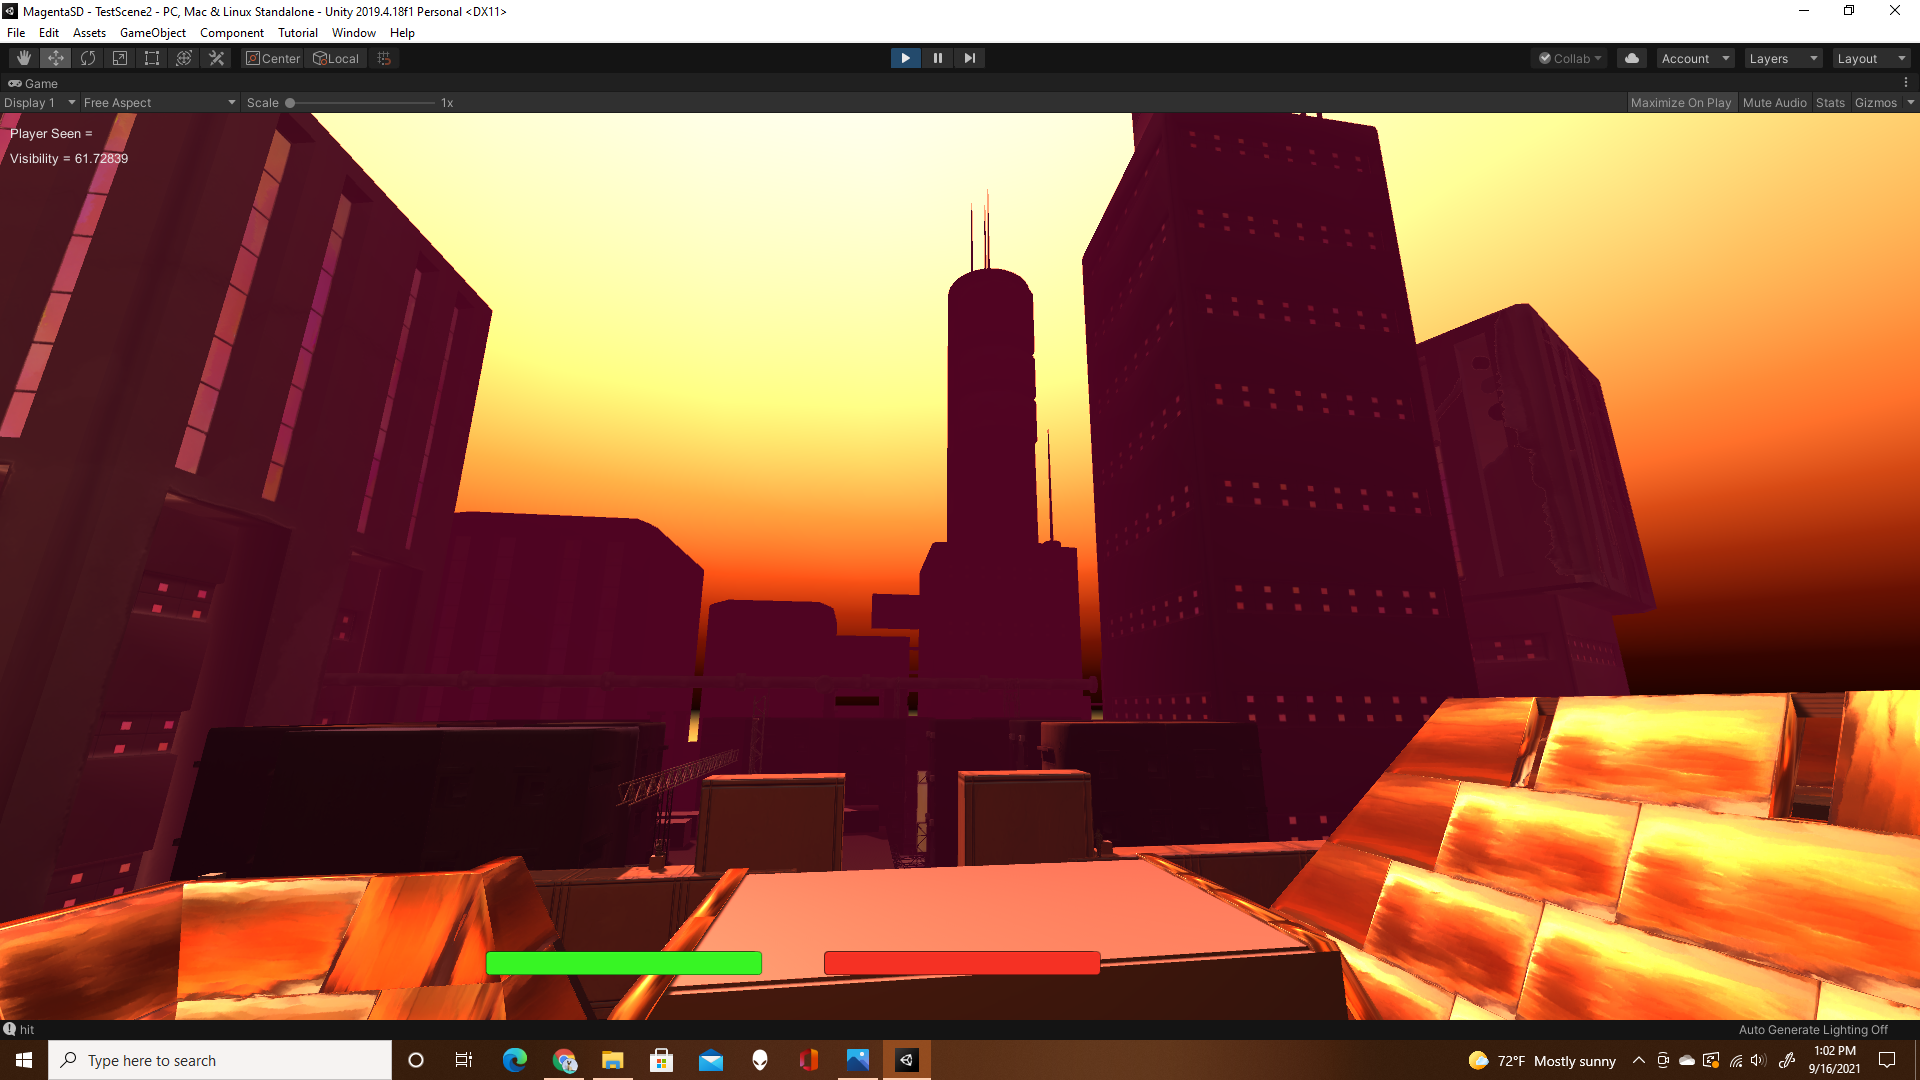 MagentaSD - TestScene2 - PC, Mac & Linux Standalone - Unity 2019.4.18f1 Personal <DX11>
File Edit Assets GameObject Component Tutorial Window Help
Center Local Collab Account Layers Layout
Game
Display 1 Free Aspect Scale 1x Maximize On Play Mute Audio Stats Gizmos
Player Seen =
Visibility = 61.72839
hit Auto Generate Lighting Off
Type here to search 72°F Mostly sunny 1:02 PM
9/16/2021